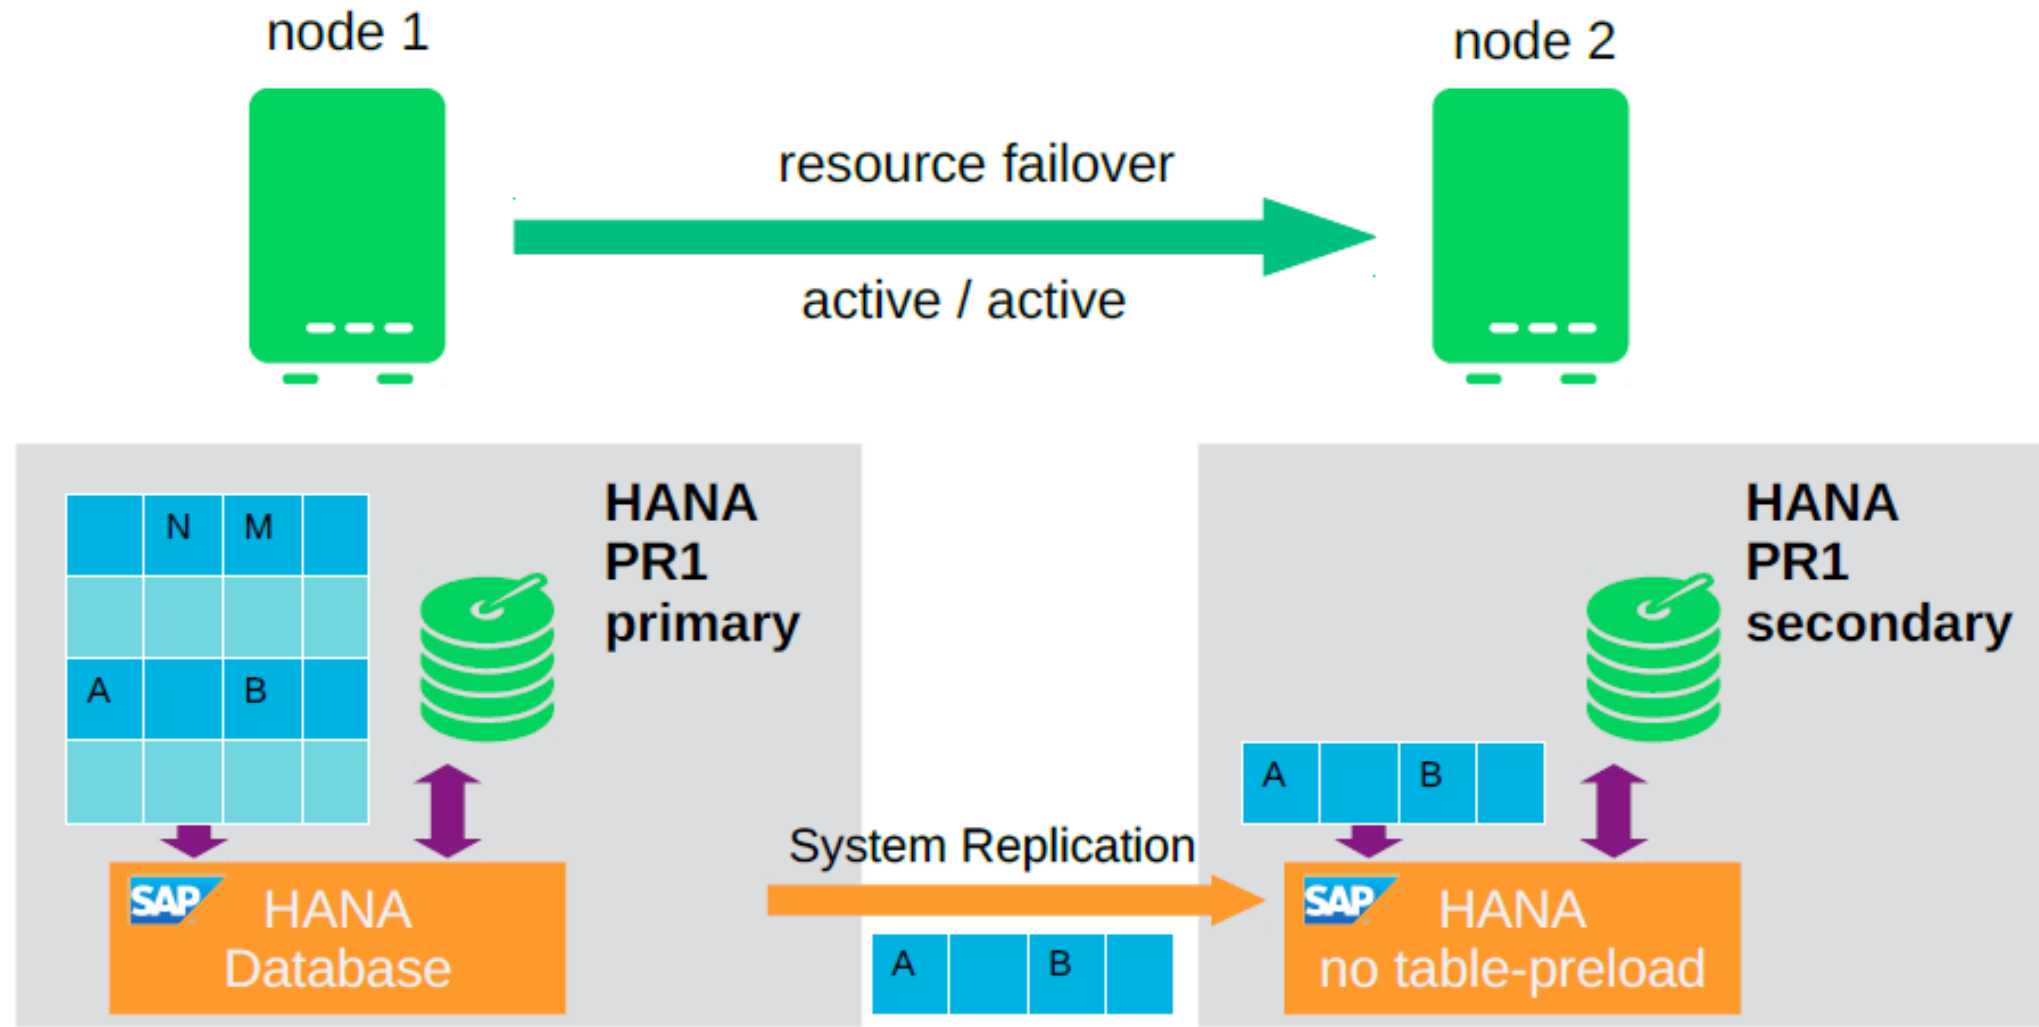 node 1
node 2
resource failover
active / active
N M
A B
HANA
PR1
primary
HANA
PR1
secondary
A B
System Replication
SAP
HANA
Database
A B
SAP
HANA
no table-preload